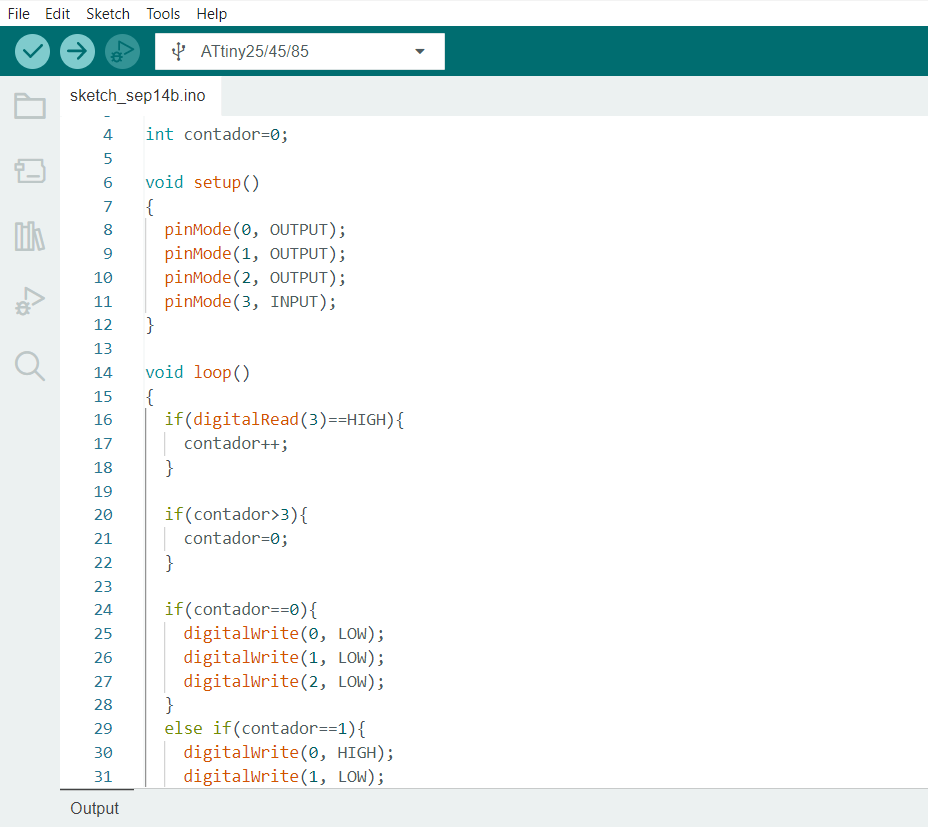 File Edit Sketch Tools Help
ATtiny25/45/85
sketch_sep14b.ino
4 int contador=0;
5
6 void setup()
7 {
8 pinMode(0, OUTPUT);
9 pinMode(1, OUTPUT);
10 pinMode(2, OUTPUT);
11 pinMode(3, INPUT);
12 }
13
14 void loop()
15 {
16 if(digitalRead(3)==HIGH){
17 contador++;
18 }
19
20 if(contador>3){
21 contador=0;
22 }
23
24 if(contador==0){
25 digitalWrite(0, LOW);
26 digitalWrite(1, LOW);
27 digitalWrite(2, LOW);
28 }
29 else if(contador==1){
30 digitalWrite(0, HIGH);
31 digitalWrite(1, LOW);
Output